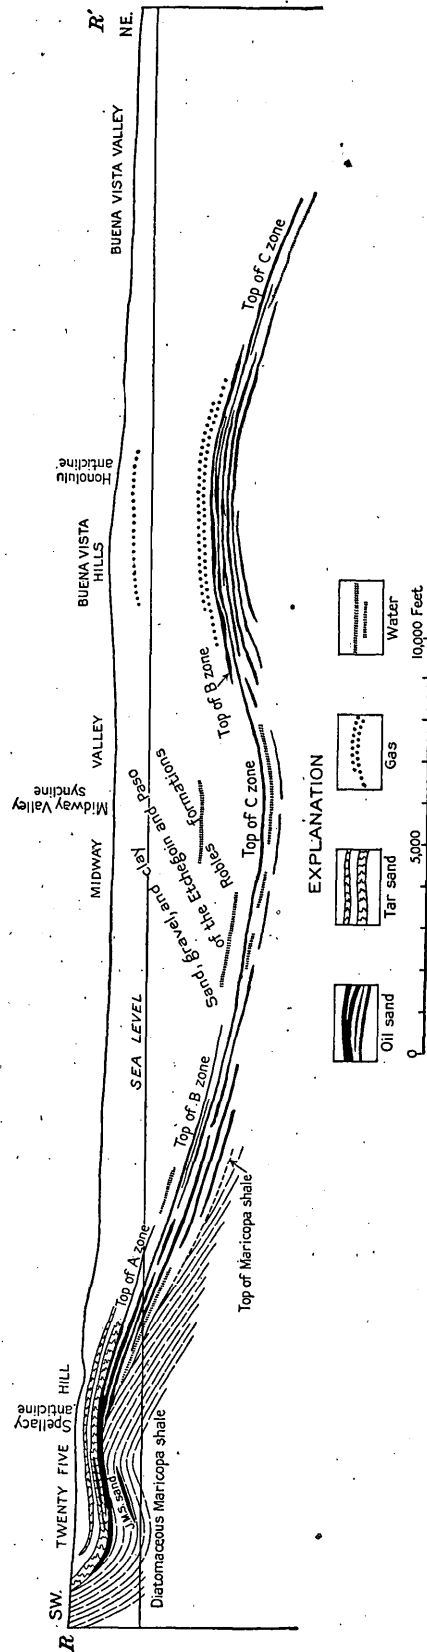 R
SW.
TWENTY FIVE HILL
Spellacy
anticline
MIDWAY VALLEY
Midway Valley
syncline
BUENA VISTA
HILLS
Honolulu
anticline
BUENA VISTA VALLEY
R′
NE.
SEA LEVEL
J.M.S. sand
Diatomaceous Maricopa shale
Top of A zone
Top of Maricopa shale
Top of B zone
Sand, gravel, and clay
of the Etchegoin and Paso
Robles formations
Top of C zone
Top of B zone
Top of C zone
EXPLANATION
Oil sand
Tar sand
Gas
Water
0
5,000
10,000 Feet